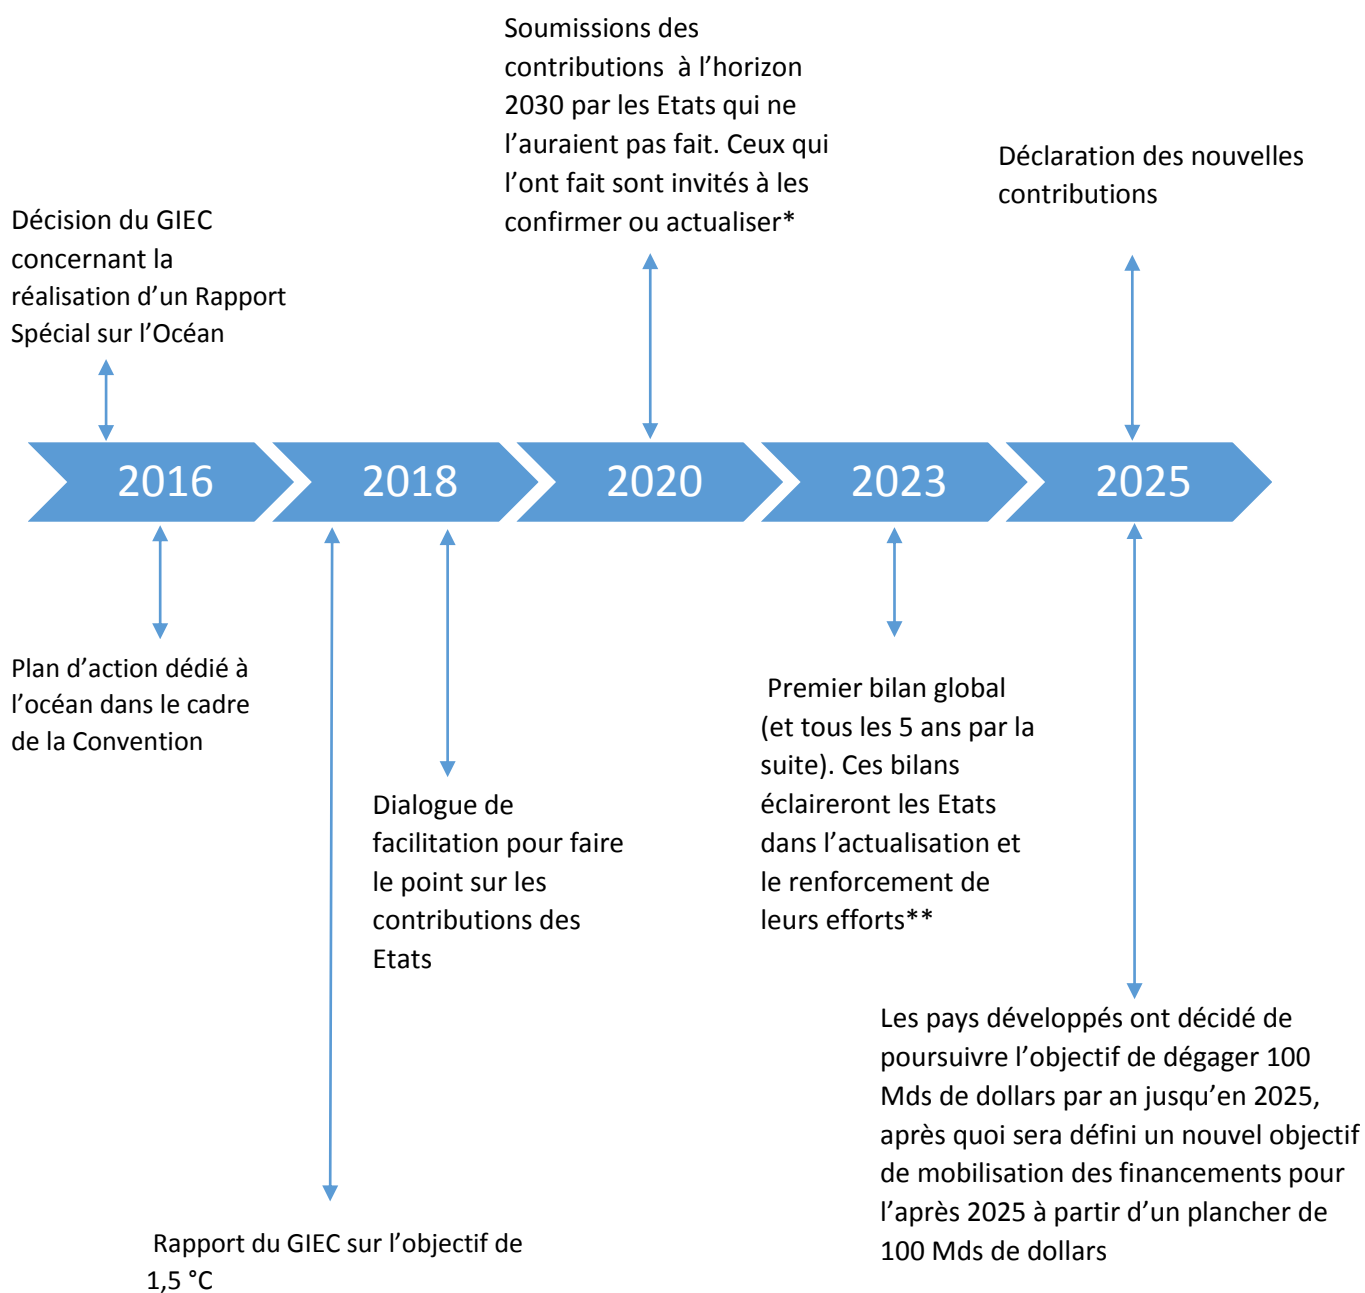 Soumissions des
contributions à l’horizon
2030 par les Etats qui ne
l’auraient pas fait. Ceux qui
l’ont fait sont invités à les
confirmer ou actualiser*
Déclaration des nouvelles
contributions
Décision du GIEC
concernant la
réalisation d’un Rapport
Spécial sur l’Océan
2016
2018
2020
2023
2025
Plan d’action dédié à
l’océan dans le cadre
de la Convention
Dialogue de
facilitation pour faire
le point sur les
contributions des
Etats
Premier bilan global
(et tous les 5 ans par la
suite). Ces bilans
éclaireront les Etats
dans l’actualisation et
le renforcement de
leurs efforts**
Les pays développés ont décidé de
poursuivre l’objectif de dégager 100
Mds de dollars par an jusqu’en 2025,
après quoi sera défini un nouvel objectif
de mobilisation des financements pour
l’après 2025 à partir d’un plancher de
100 Mds de dollars
Rapport du GIEC sur l’objectif de
1,5 °C